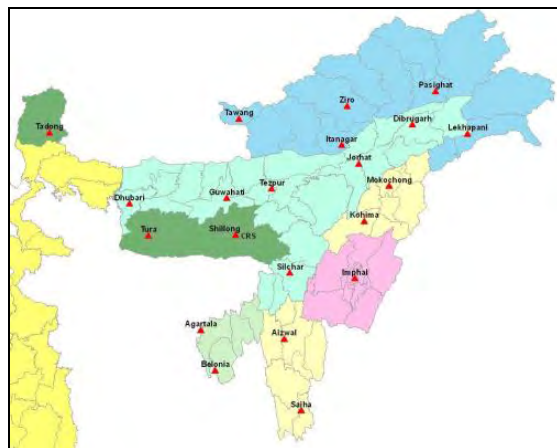 Pasighat
Ziro
Tawang
Dibrugarh
Tadong
Lekhapani
Itanagar
Jorhat
Mokochong
Tezpur
Guwahati
Dhubari
Kohima
Tura
Shillong CRS
Silchar
Imphal
Agartala
Aizwal
Belonia
Saiha